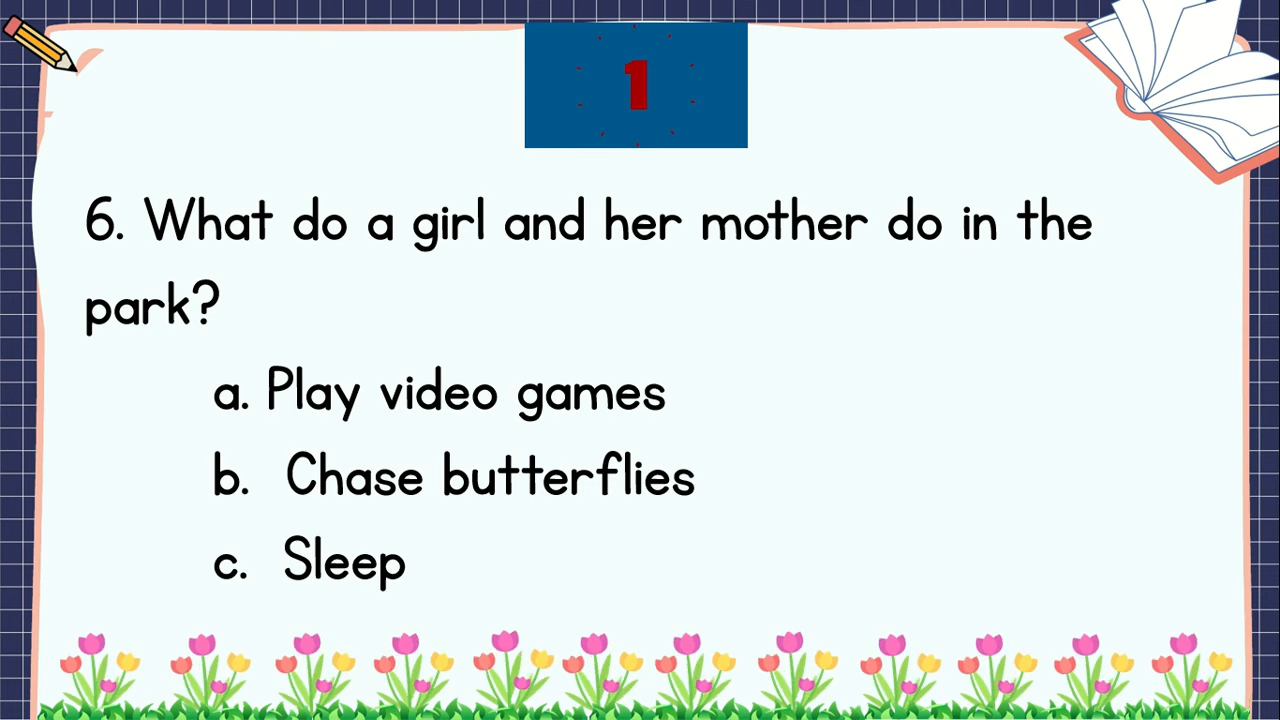 1
6. What do a girl and her mother do in the
park?
a. Play video games
b. Chase butterflies
c. Sleep